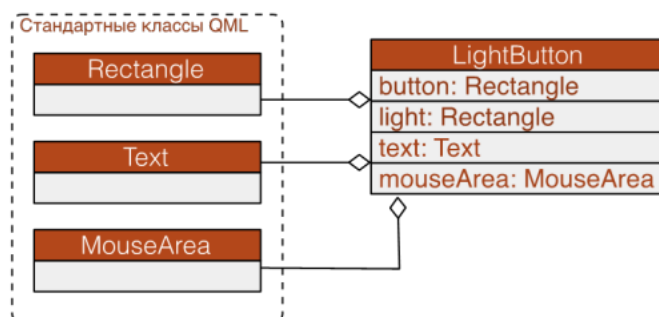 Стандартные классы QML
Rectangle
Text
MouseArea
LightButton
button: Rectangle
light: Rectangle
text: Text
mouseArea: MouseArea